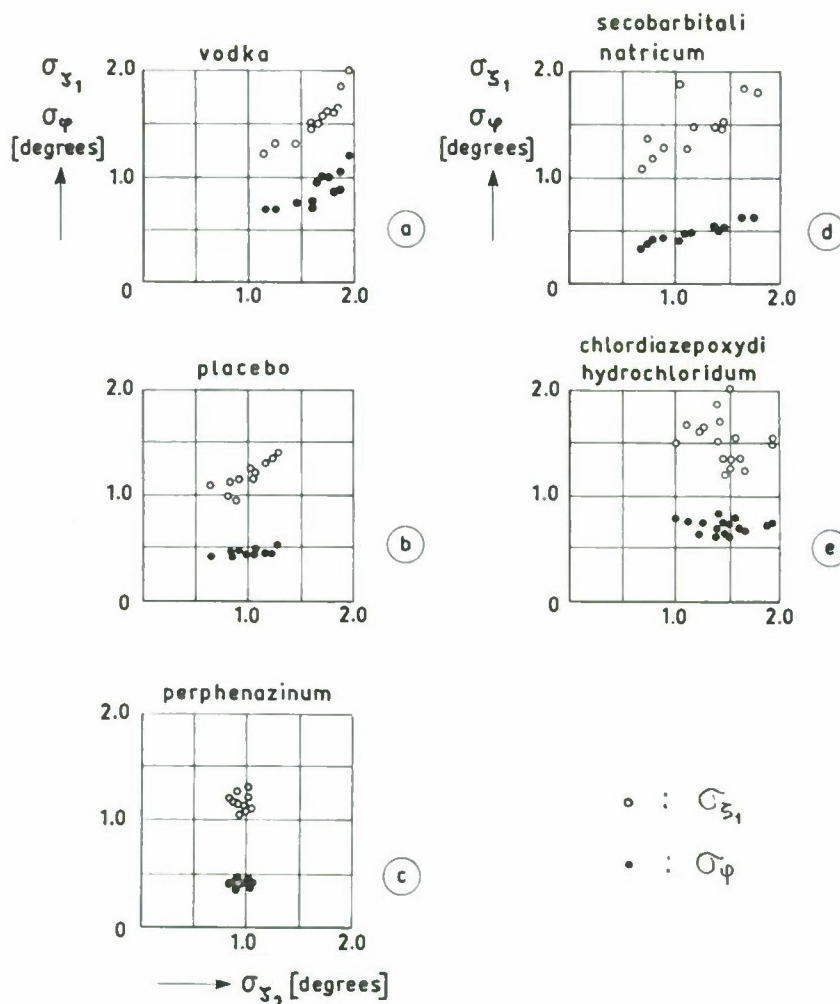 vodka
σζ₁
σφ
[degrees]
2.0
1.0
0
1.0
2.0
a
secobarbitali
natricum
σζ₁
σφ
[degrees]
2.0
1.0
0
1.0
2.0
d
placebo
2.0
1.0
0
1.0
2.0
b
chlordiazepoxydi
hydrochloridum
2.0
1.0
0
1.0
2.0
e
perphenazinum
2.0
1.0
0
1.0
2.0
c
σζ₂ [degrees]
: σζ₁
: σφ